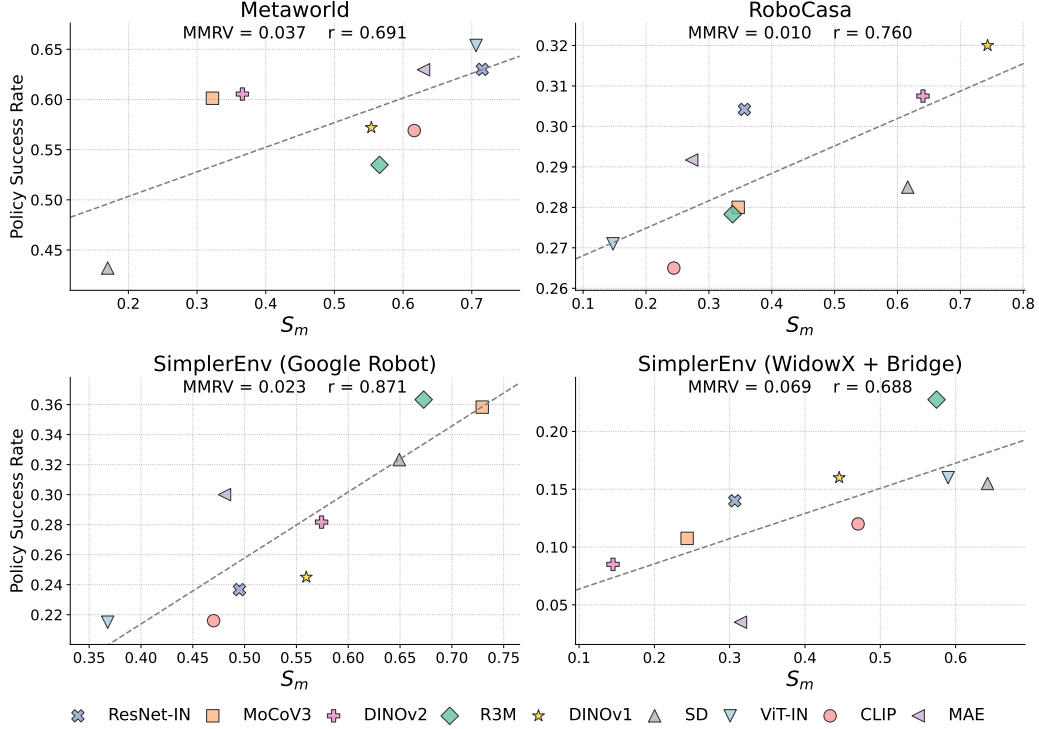 Metaworld
MMRV = 0.037 r = 0.691
Policy Success Rate
0.65
0.60
0.55
0.50
0.45
0.2 0.3 0.4 0.5 0.6 0.7
Sm
RoboCasa
MMRV = 0.010 r = 0.760
0.32
0.31
0.30
0.29
0.28
0.27
0.26
0.1 0.2 0.3 0.4 0.5 0.6 0.7 0.8
Sm
SimplerEnv (Google Robot)
MMRV = 0.023 r = 0.871
Policy Success Rate
0.36
0.34
0.32
0.30
0.28
0.26
0.24
0.22
0.35 0.40 0.45 0.50 0.55 0.60 0.65 0.70 0.75
Sm
SimplerEnv (WidowX + Bridge)
MMRV = 0.069 r = 0.688
0.20
0.15
0.10
0.05
0.1 0.2 0.3 0.4 0.5 0.6
Sm
ResNet-IN MoCoV3 DINOv2 R3M DINOv1 SD ViT-IN CLIP MAE